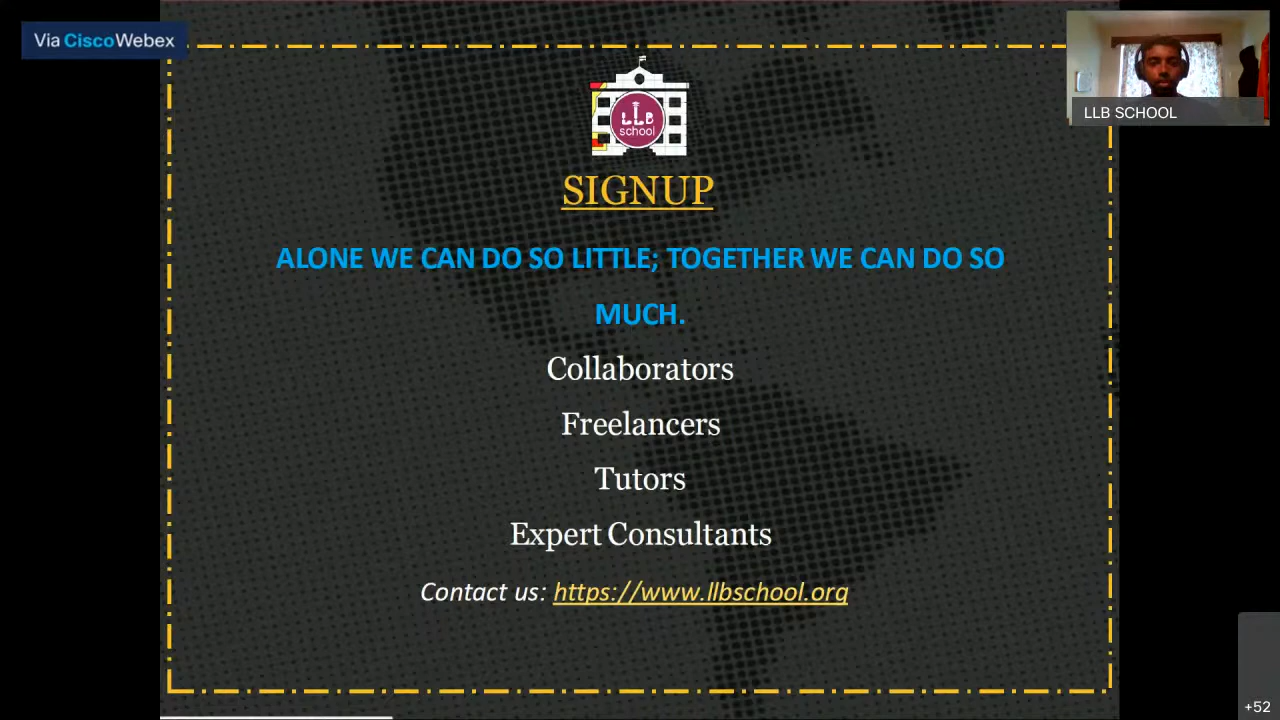 Via CiscoWebex
LLB SCHOOL
LLB
school
SIGNUP
ALONE WE CAN DO SO LITTLE; TOGETHER WE CAN DO SO
MUCH.
Collaborators
Freelancers
Tutors
Expert Consultants
Contact us: https://www.llbschool.org
+52